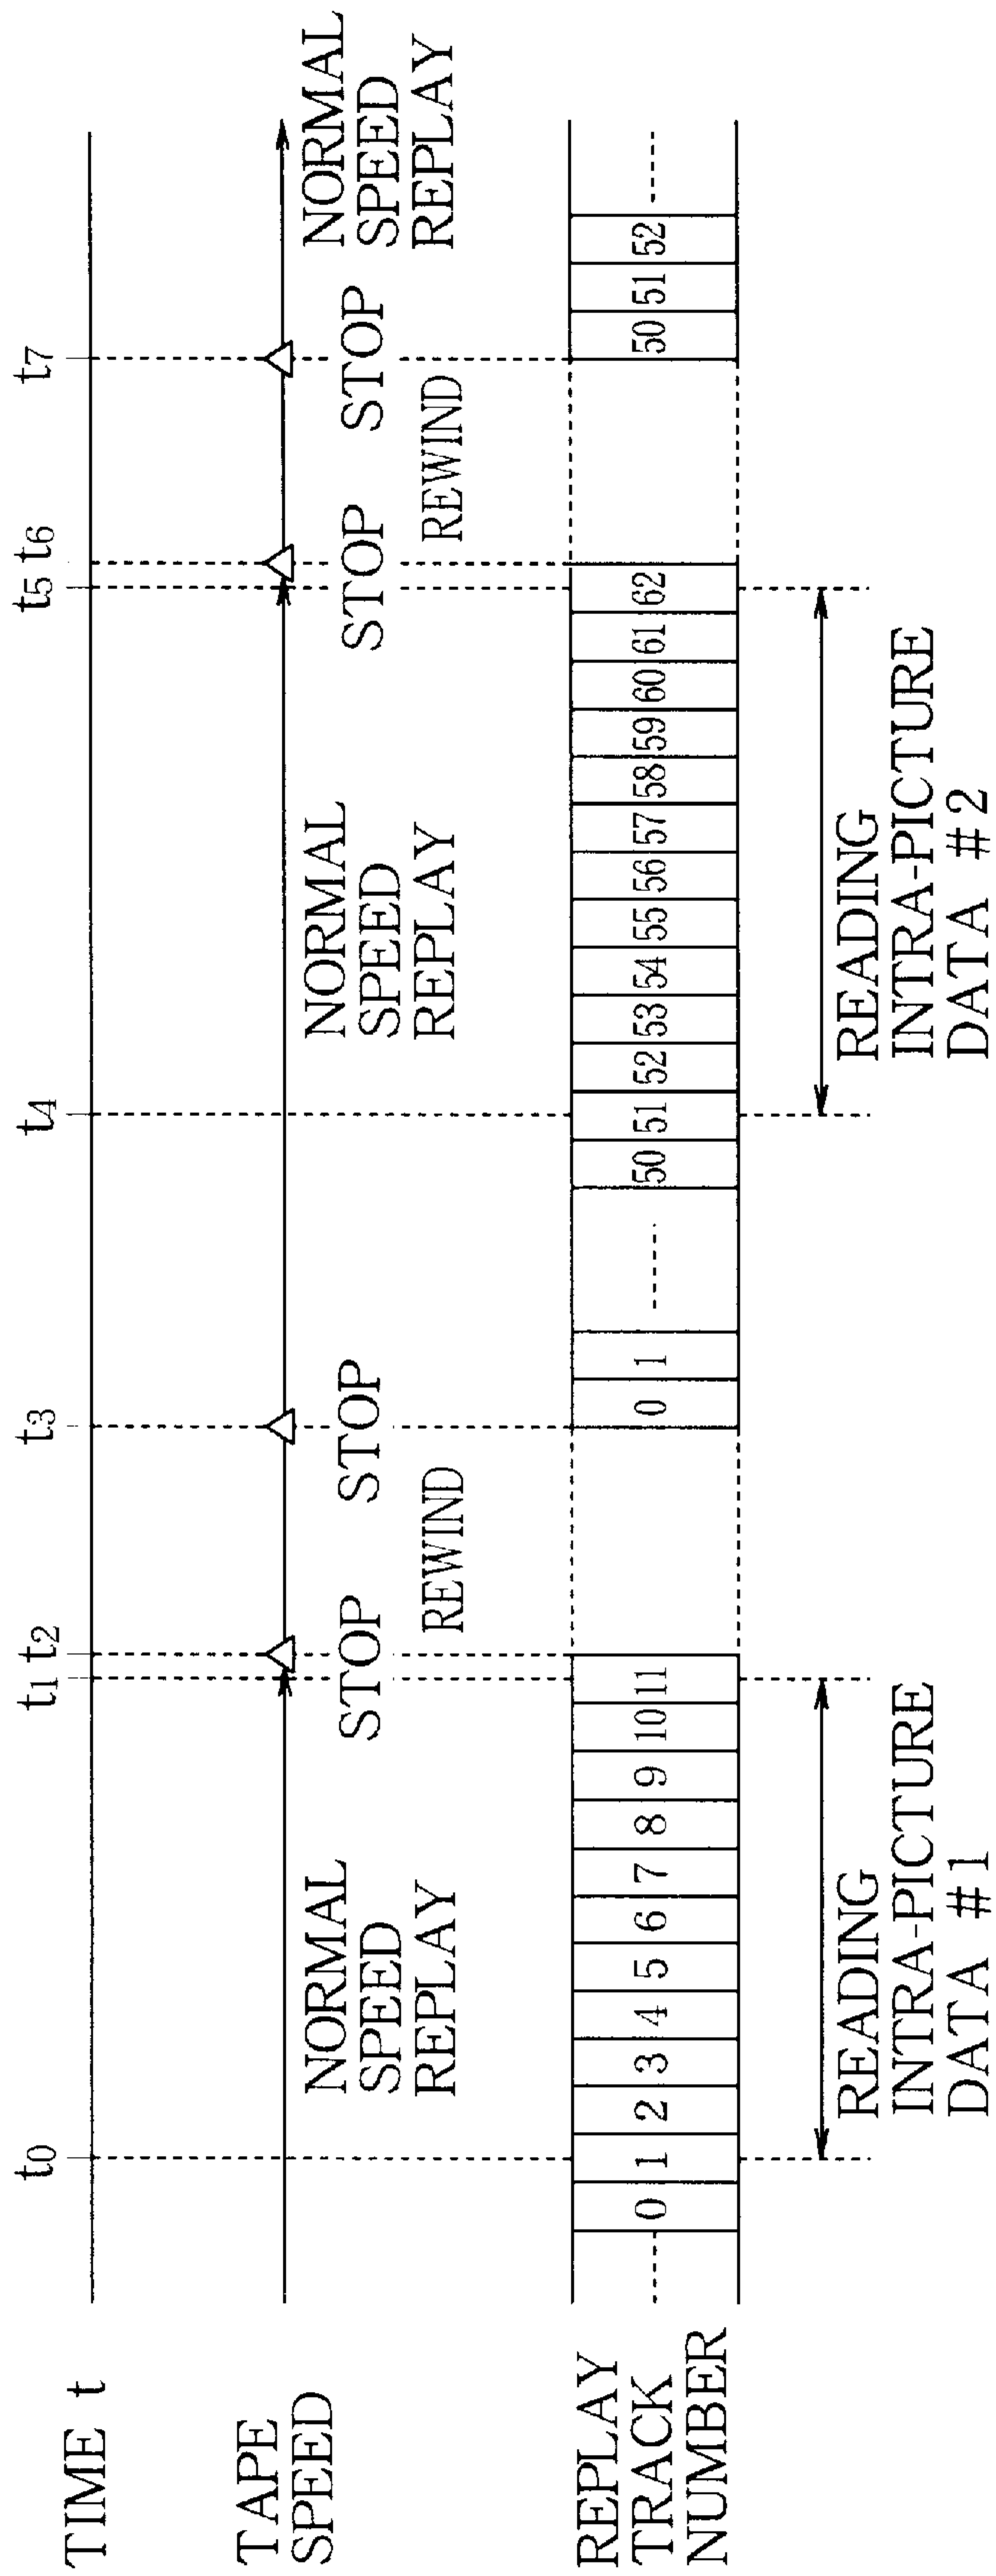 TIME t
t0
t1
t2
t3
t4
t5
t6
t7
TAPE
SPEED
NORMAL
SPEED
REPLAY
STOP
REWIND
STOP
NORMAL
SPEED
REPLAY
STOP
REWIND
STOP
NORMAL
SPEED
REPLAY
REPLAY
TRACK
NUMBER
0 1 2 3 4 5 6 7 8 9 10 11
0 1
50 51 52 53 54 55 56 57 58 59 60 61 62
50 51 52
READING
INTRA-PICTURE
DATA #1
READING
INTRA-PICTURE
DATA #2